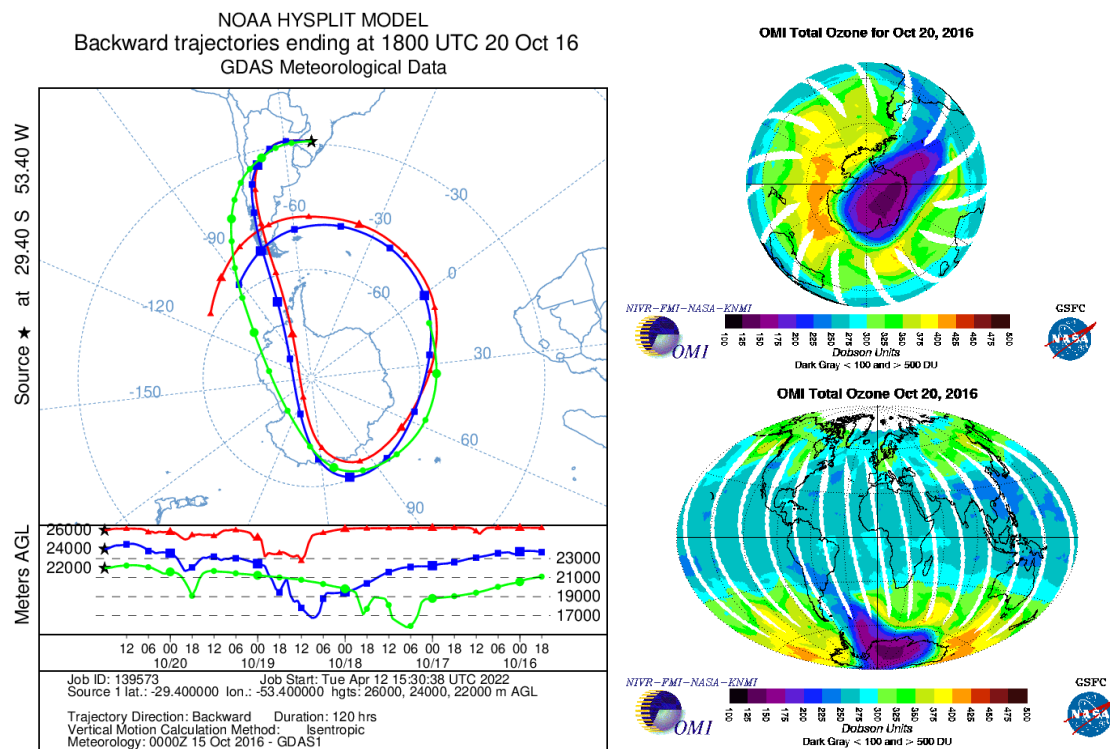 NOAA HYSPLIT MODEL
Backward trajectories ending at 1800 UTC 20 Oct 16
GDAS Meteorological Data
Source ★ at 29.40 S 53.40 W
-30
-60
-30
-90
0
-60
-120
30
-150
60
90
Meters AGL
26000
24000
22000
23000
21000
19000
17000
12 06 00 18 12 06 00 18 12 06 00 18 12 06 00 18 12 06 00 18
10/20 10/19 10/18 10/17 10/16
Job ID: 139573 Job Start: Tue Apr 12 15:30:38 UTC 2022
Source 1 lat.: -29.400000 lon.: -53.400000 hgts: 26000, 24000, 22000 m AGL
Trajectory Direction: Backward Duration: 120 hrs
Vertical Motion Calculation Method: Isentropic
Meteorology: 0000Z 15 Oct 2016 - GDAS1
OMI Total Ozone for Oct 20, 2016
NIVR-FMI-NASA-KNMI
GSFC
OMI
NASA
100 125 150 175 200 225 250 275 300 325 350 375 400 425 450 475 500
Dobson Units
Dark Gray < 100 and > 500 DU
OMI Total Ozone Oct 20, 2016
NIVR-FMI-NASA-KNMI
GSFC
OMI
NASA
100 125 150 175 200 225 250 275 300 325 350 375 400 425 450 475 500
Dobson Units
Dark Gray < 100 and > 500 DU